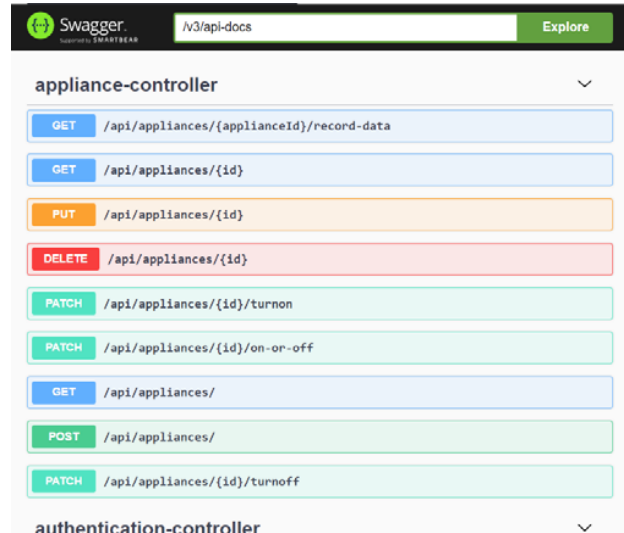 Swagger.
Supported by SMARTBEAR
/v3/api-docs
Explore
appliance-controller
GET /api/appliances/{applianceId}/record-data
GET /api/appliances/{id}
PUT /api/appliances/{id}
DELETE /api/appliances/{id}
PATCH /api/appliances/{id}/turnon
PATCH /api/appliances/{id}/on-or-off
GET /api/appliances/
POST /api/appliances/
PATCH /api/appliances/{id}/turnoff
authentication-controller